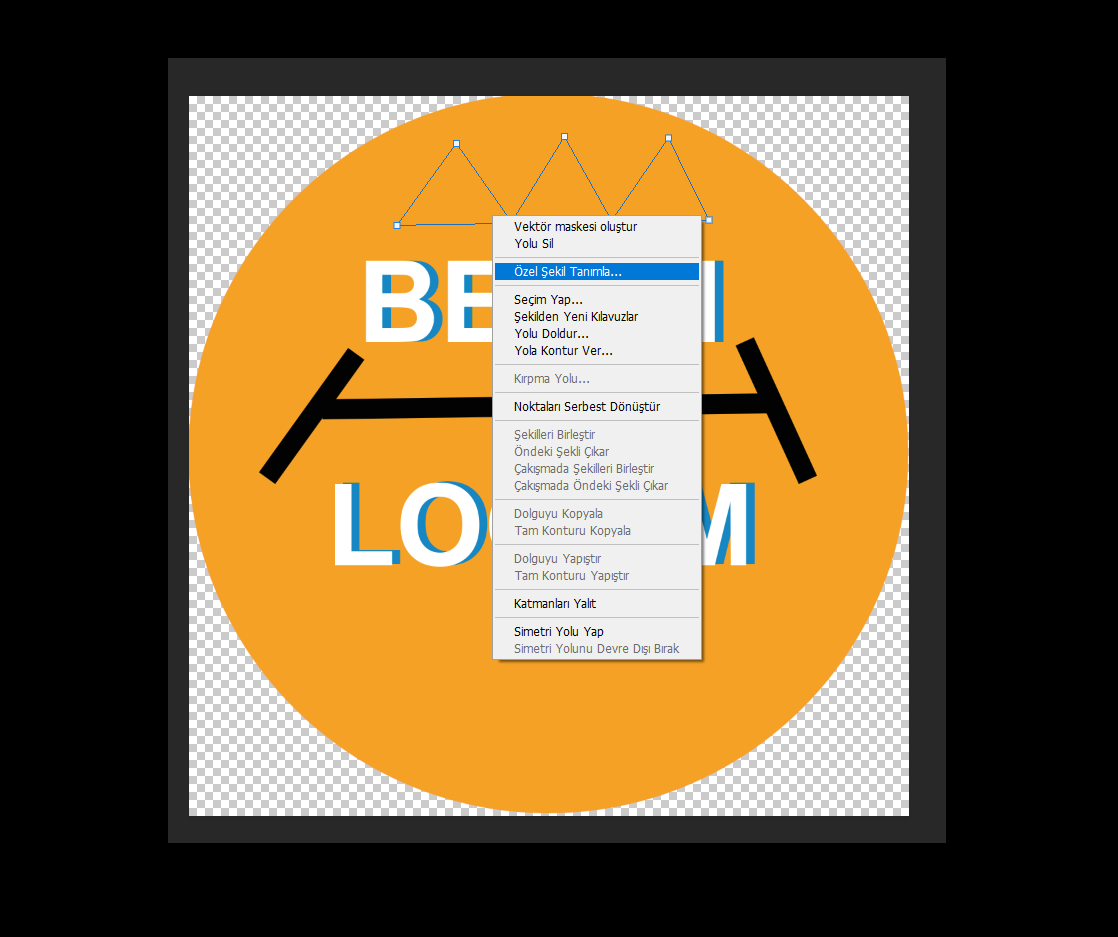 Vektör maskesi oluştur
Yolu Sil
Özel Şekil Tanımla...
Seçim Yap...
Şekilden Yeni Kılavuzlar
Yolu Doldur...
Yola Kontur Ver...
Kırpma Yolu...
Noktaları Serbest Dönüştür
Şekilleri Birleştir
Öndeki Şekli Çıkar
Çakışmada Şekilleri Birleştir
Çakışmada Öndeki Şekli Çıkar
Dolguyu Kopyala
Tam Konturu Kopyala
Dolguyu Yapıştır
Tam Konturu Yapıştır
Katmanları Yalıt
Simetri Yolu Yap
Simetri Yolunu Devre Dışı Bırak